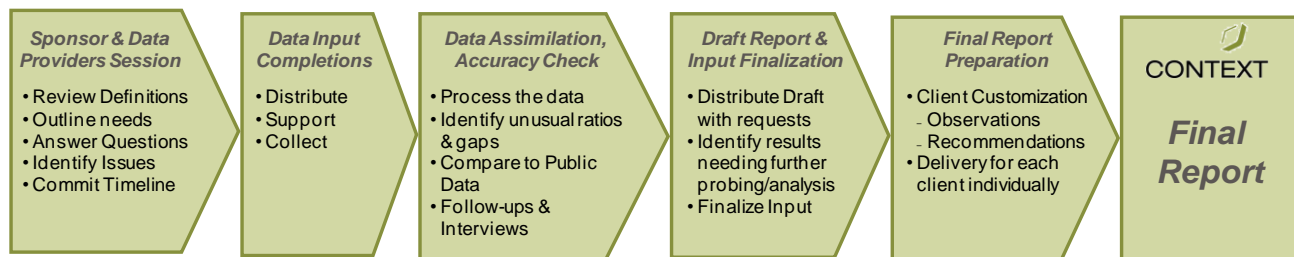 Sponsor & Data
Providers Session
• Review Definitions
• Outline needs
• Answer Questions
• Identify Issues
• Commit Timeline
Data Input
Completions
• Distribute
• Support
• Collect
Data Assimilation,
Accuracy Check
• Process the data
• Identify unusual ratios
& gaps
• Compare to Public
Data
• Follow-ups &
Interviews
Draft Report &
Input Finalization
• Distribute Draft
with requests
• Identify results
needing further
probing/analysis
• Finalize Input
Final Report
Preparation
• Client Customization
- Observations
- Recommendations
• Delivery for each
client individually
CONTEXT
Final
Report